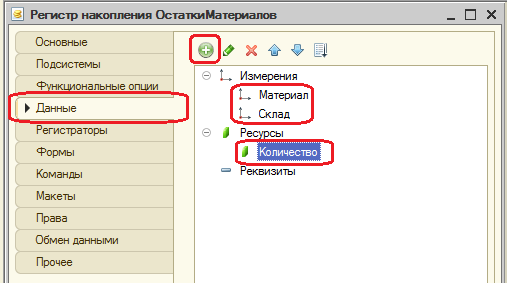 Регистр накопления ОстаткиМатериалов
Основные
Подсистемы
Функциональные опции
Данные
Регистраторы
Формы
Команды
Макеты
Права
Обмен данными
Прочее
Измерения
Материал
Склад
Ресурсы
Количество
Реквизиты